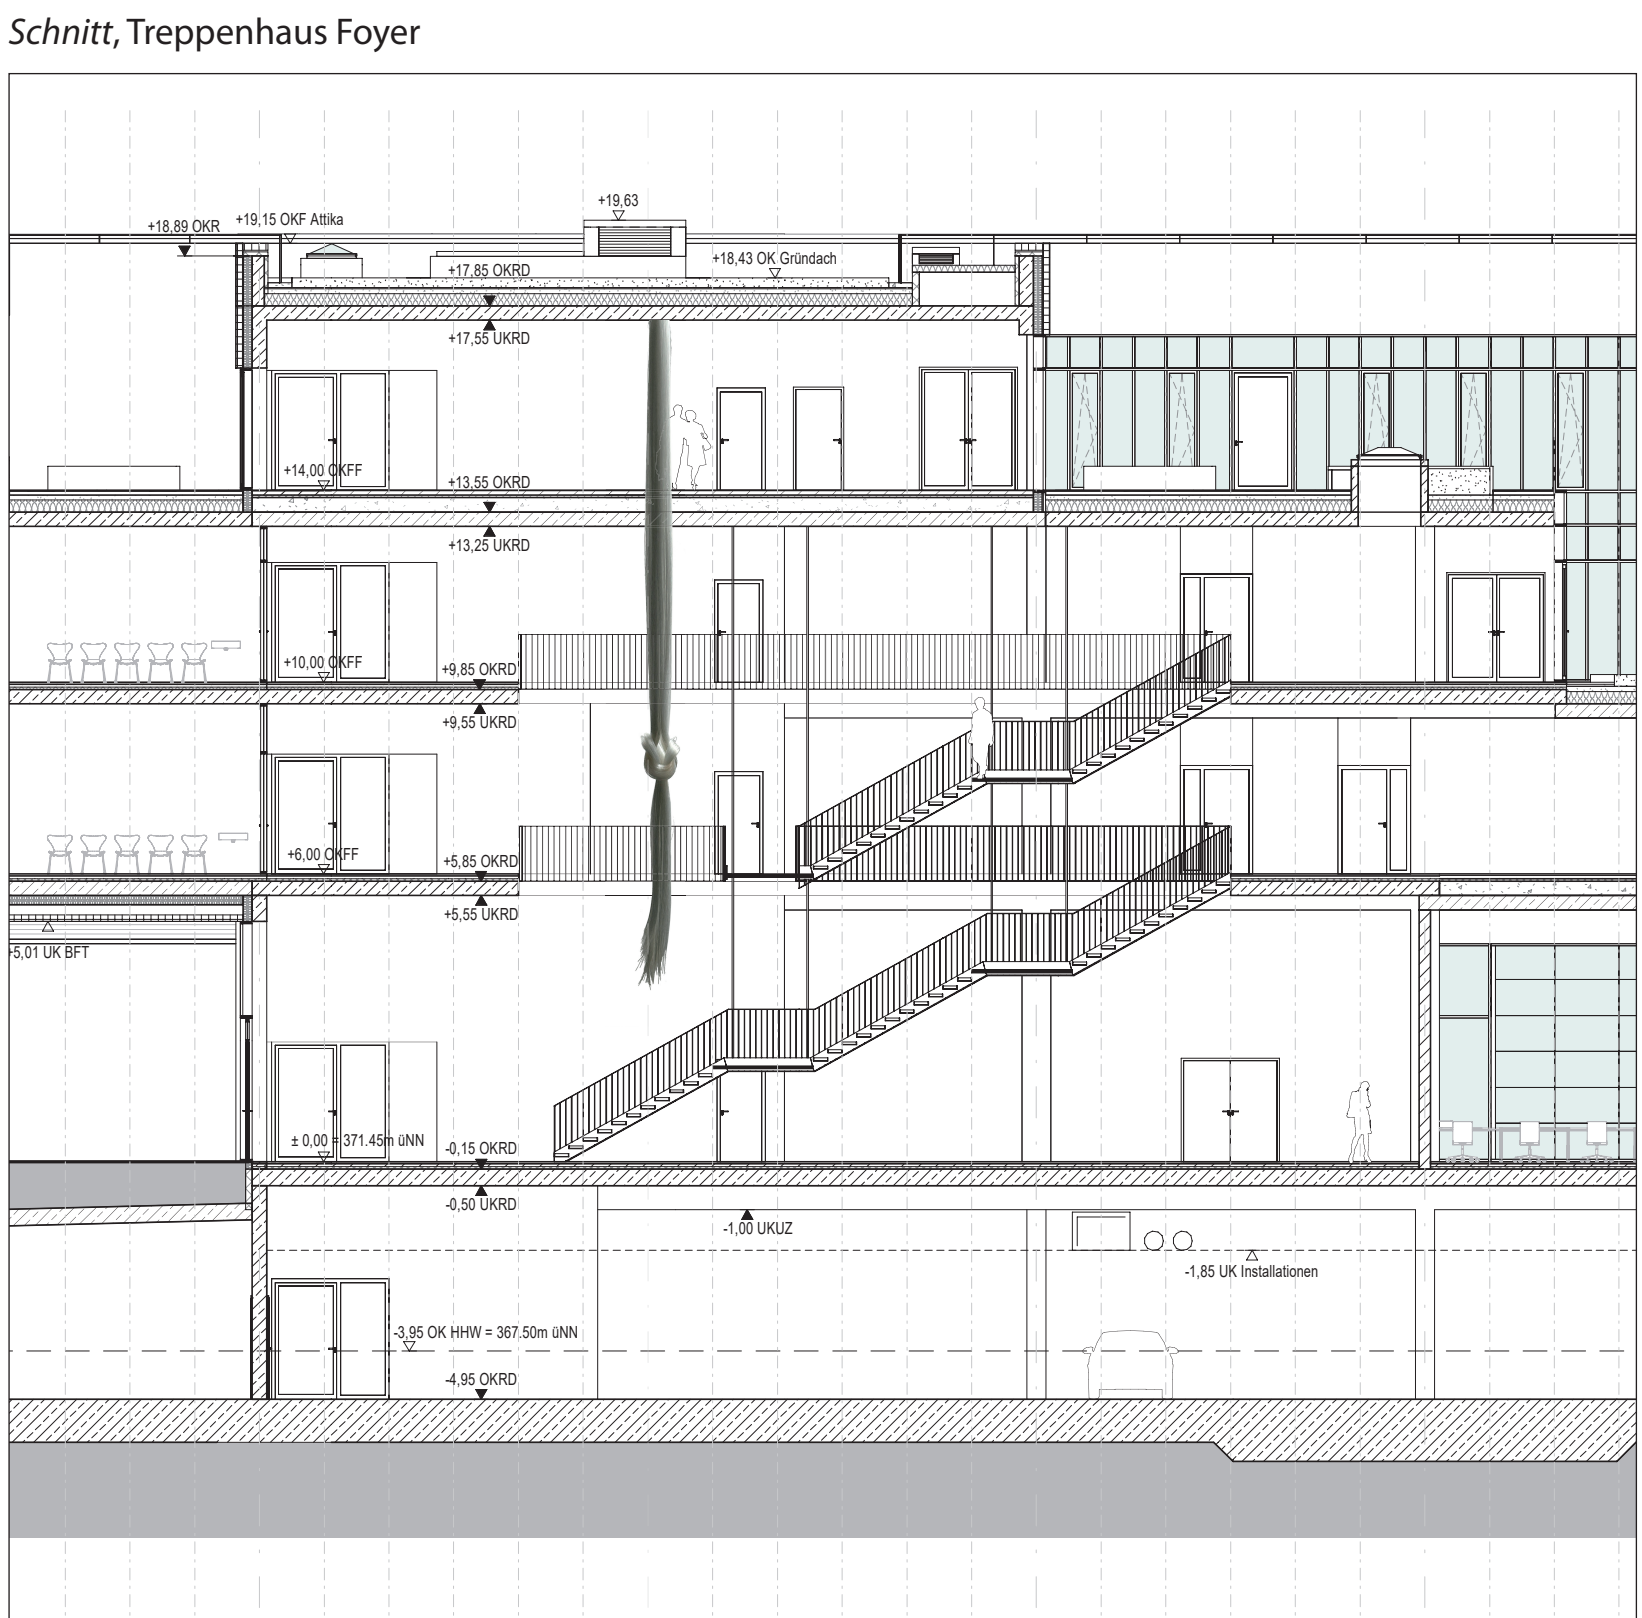 Schnitt, Treppenhaus Foyer
+19,63
+18,89 OKR
+19,15 OKF Attika
+18,43 OK Gründach
+17,85 OKRD
+17,55 UKRD
+14,00 OKFF
+13,55 OKRD
+13,25 UKRD
+10,00 OKFF
+9,85 OKRD
+9,55 UKRD
+6,00 OKFF
+5,85 OKRD
+5,55 UKRD
+5,01 UK BFT
± 0,00 = 371.45m üNN
-0,15 OKRD
-0,50 UKRD
-1,00 UKUZ
-1,85 UK Installationen
-3,95 OK HHW = 367.50m üNN
-4,95 OKRD